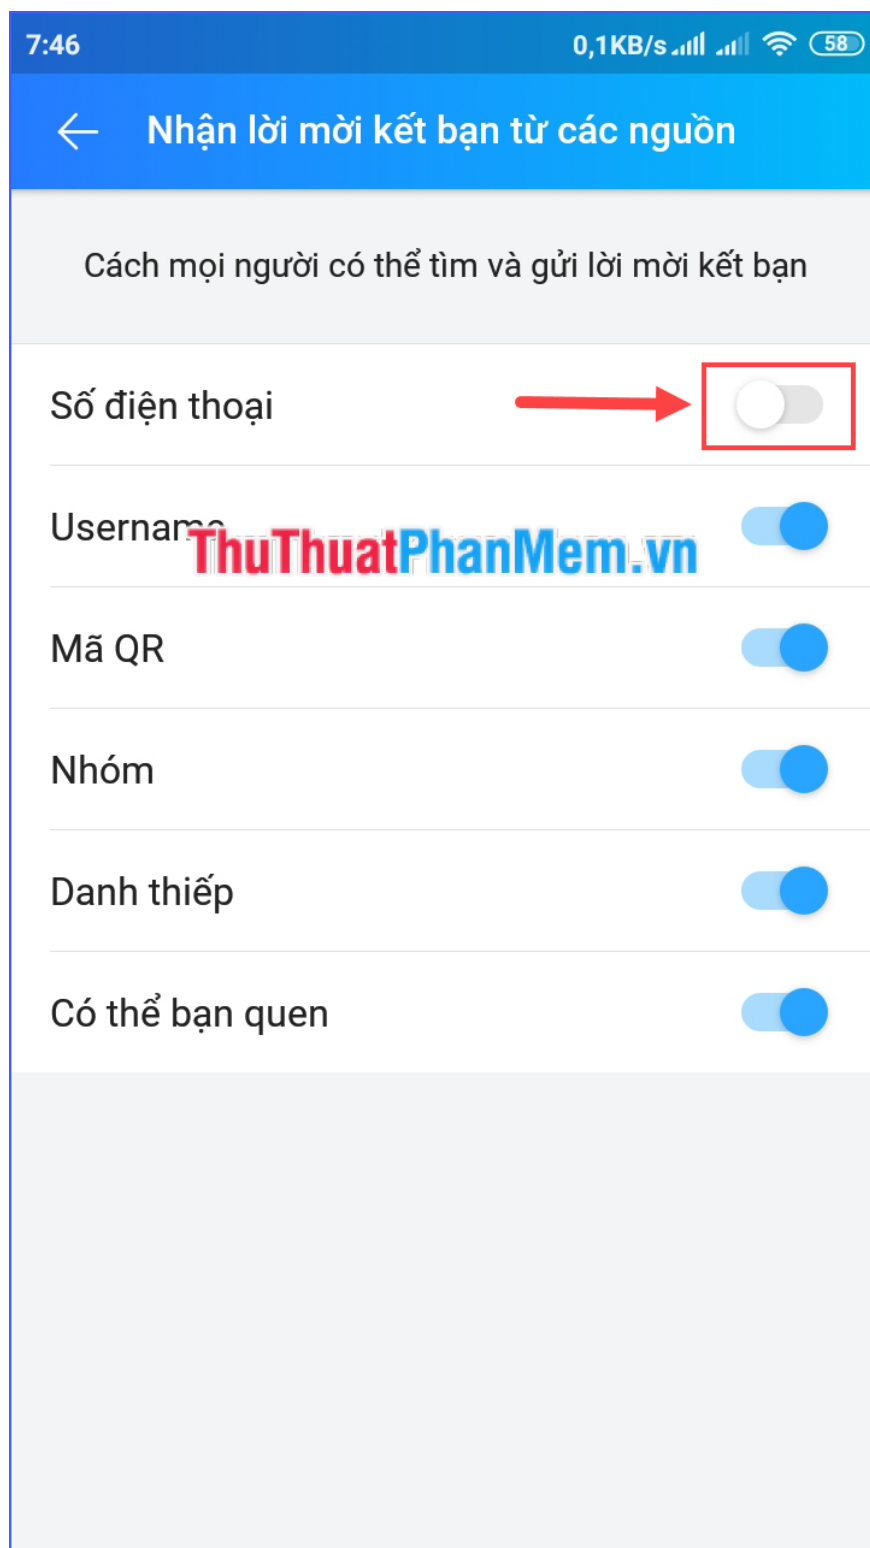 7:46 0,1KB/s 58
Nhận lời mời kết bạn từ các nguồn
Cách mọi người có thể tìm và gửi lời mời kết bạn
Số điện thoại
Username
ThuThuatPhanMem.vn
Mã QR
Nhóm
Danh thiếp
Có thể bạn quen